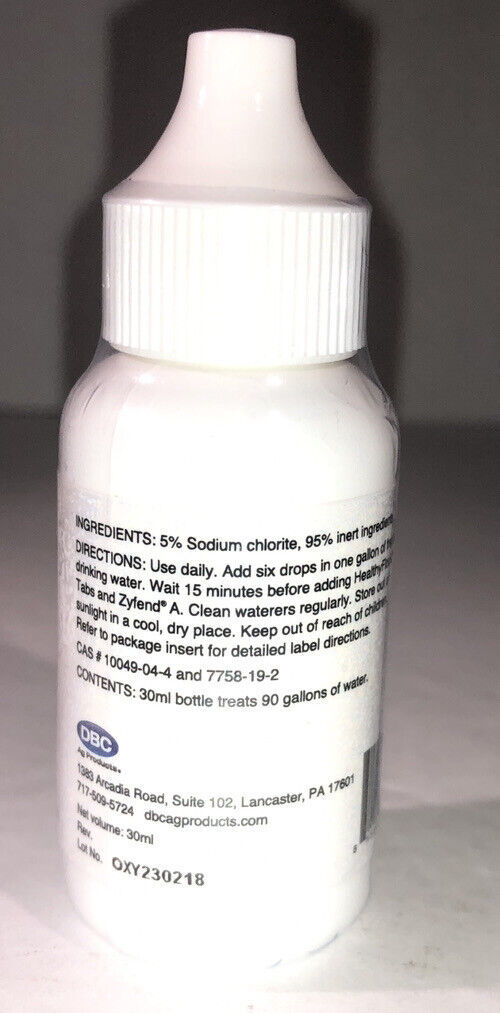 INGREDIENTS: 5% Sodium chlorite, 95% inert ingredients
DIRECTIONS: Use daily. Add six drops in one gallon of
drinking water. Wait 15 minutes before adding
Tabs and Zyfend® A. Clean waterers regularly. Store out
sunlight in a cool, dry place. Keep out of reach of
Refer to package insert for detailed label directions.
CAS # 10049-04-4 and 7758-19-2
CONTENTS: 30ml bottle treats 90 gallons of water.
DBC
Ag Products®
1383 Arcadia Road, Suite 102, Lancaster, PA 17601
717-509-5724 dbcagproducts.com
Net volume: 30ml
Rev.
Lot No. OXY230218
8